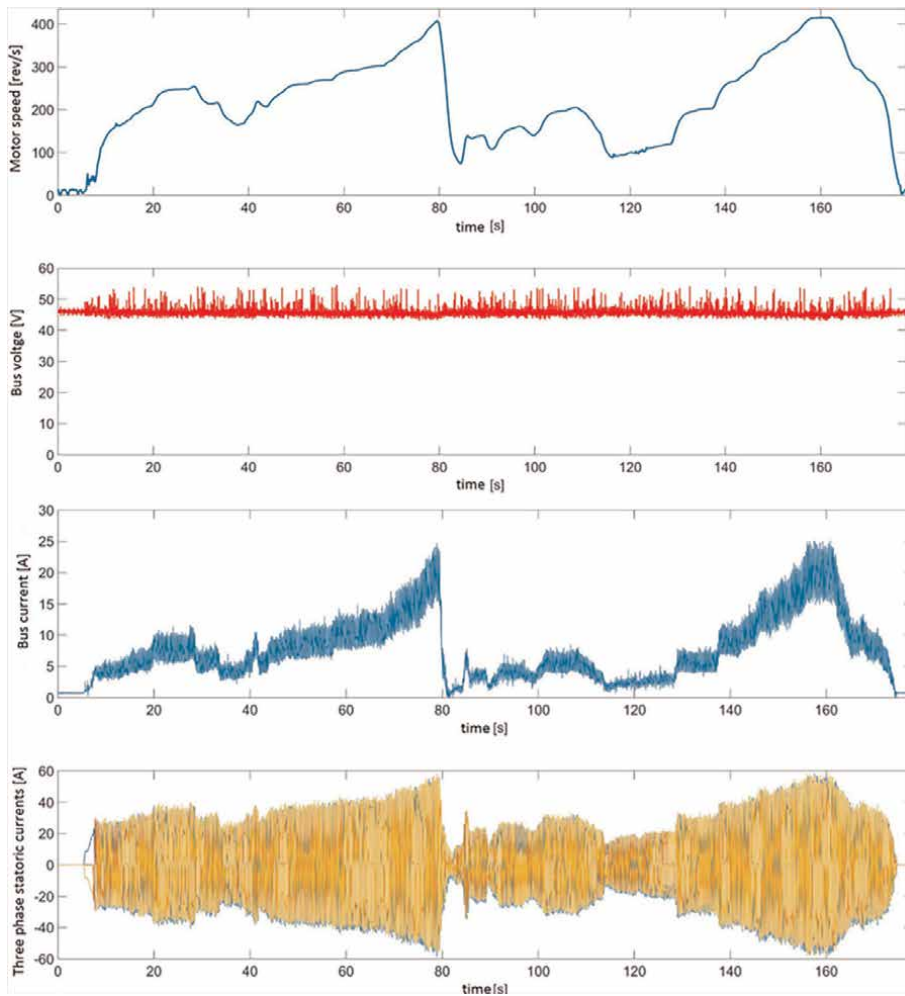 Motor speed [rev/s]
400
300
200
100
0
0 20 40 60 80 100 120 140 160
time [s]
Bus voltge [V]
60
50
40
30
20
10
0
0 20 40 60 80 100 120 140 160
time [s]
Bus current [A]
30
25
20
15
10
5
0
0 20 40 60 80 100 120 140 160
time [s]
Three phase statoric currents [A]
60
40
20
0
-20
-40
-60
0 20 40 60 80 100 120 140 160
time[s]